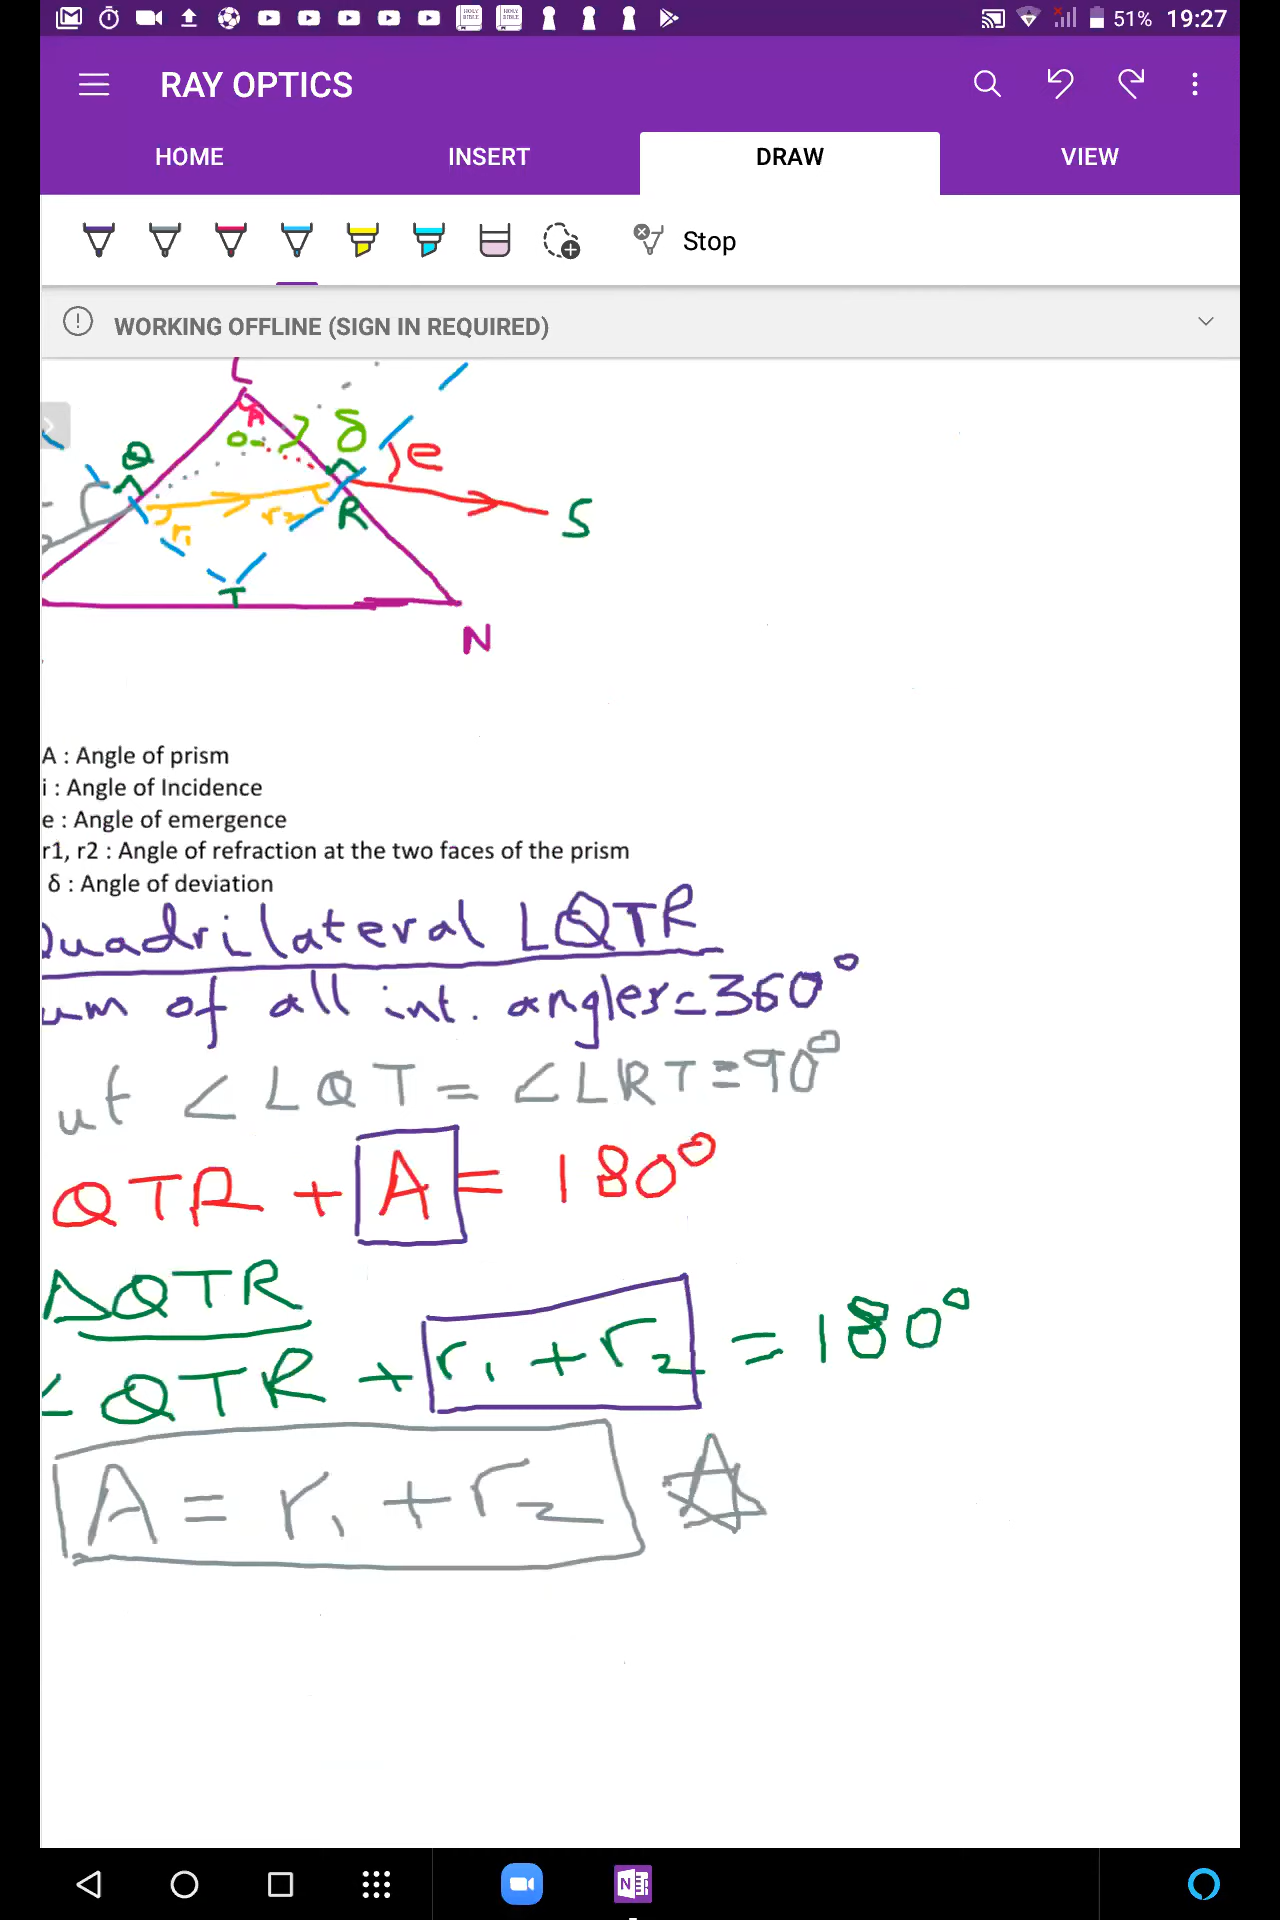 51% 19:27
RAY OPTICS
HOME INSERT DRAW VIEW
Stop
WORKING OFFLINE (SIGN IN REQUIRED)
L
A
O
δ
Q
e
r₁
r₂
R
S
T
N
A : Angle of prism
i : Angle of Incidence
e : Angle of emergence
r1, r2 : Angle of refraction at the two faces of the prism
δ : Angle of deviation
Quadrilateral LQTR
um of all int. angles = 360°
ut ∠LQT = ∠LRT = 90°
QTR + A = 180°
ΔQTR
∠QTR + r₁ + r₂ = 180°
A = r₁ + r₂